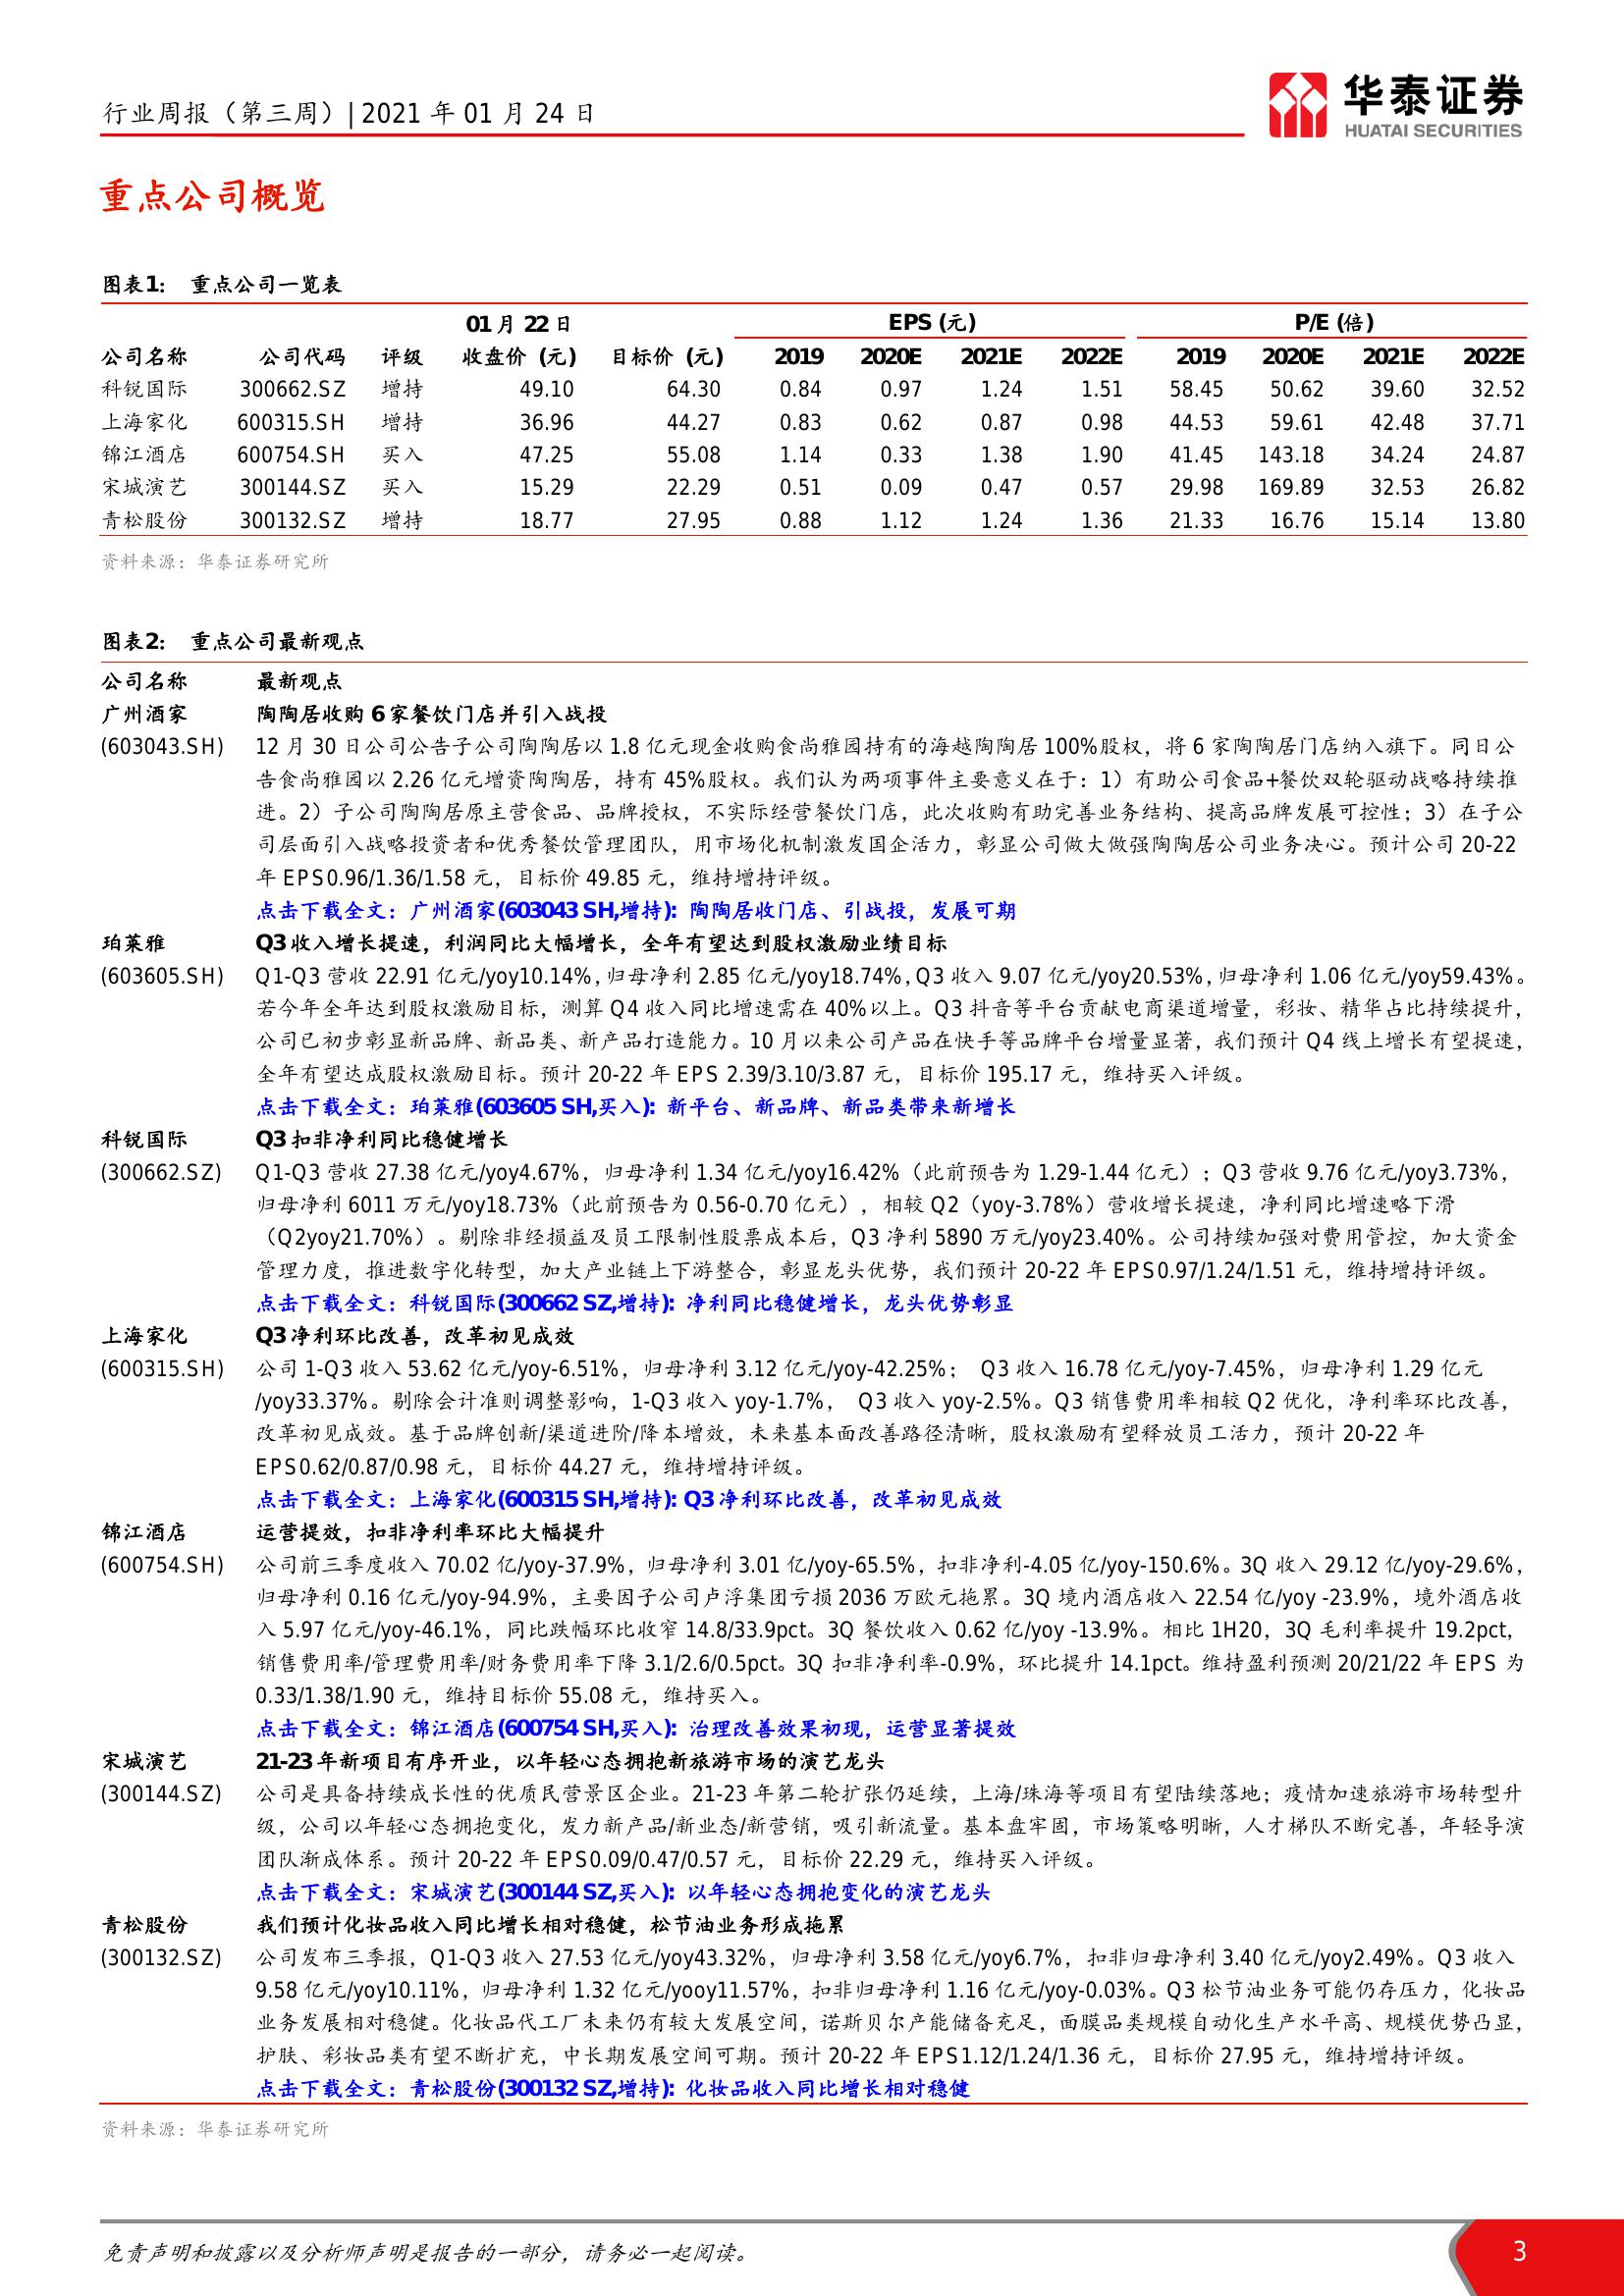 行业周报（第三周）| 2021 年 01 月 24 日
华泰证券
HUATAI SECURITIES
重点公司概览
图表1： 重点公司一览表
01 月 22 日 EPS (元) P/E (倍)
公司名称 公司代码 评级 收盘价 (元) 目标价 (元) 2019 2020E 2021E 2022E 2019 2020E 2021E 2022E
科锐国际 300662.SZ 增持 49.10 64.30 0.84 0.97 1.24 1.51 58.45 50.62 39.60 32.52
上海家化 600315.SH 增持 36.96 44.27 0.83 0.62 0.87 0.98 44.53 59.61 42.48 37.71
锦江酒店 600754.SH 买入 47.25 55.08 1.14 0.33 1.38 1.90 41.45 143.18 34.24 24.87
宋城演艺 300144.SZ 买入 15.29 22.29 0.51 0.09 0.47 0.57 29.98 169.89 32.53 26.82
青松股份 300132.SZ 增持 18.77 27.95 0.88 1.12 1.24 1.36 21.33 16.76 15.14 13.80
资料来源：华泰证券研究所
图表2： 重点公司最新观点
公司名称 最新观点
广州酒家 陶陶居收购 6 家餐饮门店并引入战投
(603043.SH) 12 月 30 日公司公告子公司陶陶居以 1.8 亿元现金收购食尚雅园持有的海越陶陶居 100%股权，将 6 家陶陶居门店纳入旗下。同日公
告食尚雅园以 2.26 亿元增资陶陶居，持有 45%股权。我们认为两项事件主要意义在于：1）有助公司食品+餐饮双轮驱动战略持续推
进。2）子公司陶陶居原主营食品、品牌授权，不实际经营餐饮门店，此次收购有助完善业务结构、提高品牌发展可控性；3）在子公
司层面引入战略投资者和优秀餐饮管理团队，用市场化机制激发国企活力，彰显公司做大做强陶陶居公司业务决心。预计公司 20-22
年 EPS0.96/1.36/1.58 元，目标价 49.85 元，维持增持评级。
点击下载全文：广州酒家(603043 SH,增持)：陶陶居收门店、引战投，发展可期
珀莱雅 Q3 收入增长提速，利润同比大幅增长，全年有望达到股权激励业绩目标
(603605.SH) Q1-Q3 营收 22.91 亿元/yoy10.14%，归母净利 2.85 亿元/yoy18.74%，Q3 收入 9.07 亿元/yoy20.53%，归母净利 1.06 亿元/yoy59.43%。
若今年全年达到股权激励目标，测算 Q4 收入同比增速需在 40%以上。Q3 抖音等平台贡献电商渠道增量，彩妆、精华占比持续提升，
公司已初步彰显新品牌、新品类、新产品打造能力。10 月以来公司产品在快手等品牌平台增量显著，我们预计 Q4 线上增长有望提速，
全年有望达成股权激励目标。预计 20-22 年 EPS 2.39/3.10/3.87 元，目标价 195.17 元，维持买入评级。
点击下载全文：珀莱雅(603605 SH,买入)：新平台、新品牌、新品类带来新增长
科锐国际 Q3 扣非净利同比稳健增长
(300662.SZ) Q1-Q3 营收 27.38 亿元/yoy4.67%，归母净利 1.34 亿元/yoy16.42%（此前预告为 1.29-1.44 亿元）；Q3 营收 9.76 亿元/yoy3.73%，
归母净利 6011 万元/yoy18.73%（此前预告为 0.56-0.70 亿元），相较 Q2（yoy-3.78%）营收增长提速，净利同比增速略下滑
（Q2yoy21.70%）。剔除非经损益及员工限制性股票成本后，Q3 净利 5890 万元/yoy23.40%。公司持续加强对费用管控，加大资金
管理力度，推进数字化转型，加大产业链上下游整合，彰显龙头优势，我们预计 20-22 年 EPS0.97/1.24/1.51 元，维持增持评级。
点击下载全文：科锐国际(300662 SZ,增持)：净利同比稳健增长，龙头优势彰显
上海家化 Q3 净利环比改善，改革初见成效
(600315.SH) 公司 1-Q3 收入 53.62 亿元/yoy-6.51%，归母净利 3.12 亿元/yoy-42.25%； Q3 收入 16.78 亿元/yoy-7.45%，归母净利 1.29 亿元
/yoy33.37%。剔除会计准则调整影响，1-Q3 收入 yoy-1.7%， Q3 收入 yoy-2.5%。Q3 销售费用率相较 Q2 优化，净利率环比改善，
改革初见成效。基于品牌创新/渠道进阶/降本增效，未来基本面改善路径清晰，股权激励有望释放员工活力，预计 20-22 年
EPS0.62/0.87/0.98 元，目标价 44.27 元，维持增持评级。
点击下载全文：上海家化(600315 SH,增持)：Q3 净利环比改善，改革初见成效
锦江酒店 运营提效，扣非净利率环比大幅提升
(600754.SH) 公司前三季度收入 70.02 亿/yoy-37.9%，归母净利 3.01 亿/yoy-65.5%，扣非净利-4.05 亿/yoy-150.6%。3Q 收入 29.12 亿/yoy-29.6%，
归母净利 0.16 亿元/yoy-94.9%，主要因子公司卢浮集团亏损 2036 万欧元拖累。3Q 境内酒店收入 22.54 亿/yoy -23.9%，境外酒店收
入 5.97 亿元/yoy-46.1%，同比跌幅环比收窄 14.8/33.9pct。3Q 餐饮收入 0.62 亿/yoy -13.9%。相比 1H20，3Q 毛利率提升 19.2pct，
销售费用率/管理费用率/财务费用率下降 3.1/2.6/0.5pct。3Q 扣非净利率-0.9%，环比提升 14.1pct。维持盈利预测 20/21/22 年 EPS 为
0.33/1.38/1.90 元，维持目标价 55.08 元，维持买入。
点击下载全文：锦江酒店(600754 SH,买入)：治理改善效果初现，运营显著提效
宋城演艺 21-23 年新项目有序开业，以年轻心态拥抱新旅游市场的演艺龙头
(300144.SZ) 公司是具备持续成长性的优质民营景区企业。21-23 年第二轮扩张仍延续，上海/珠海等项目有望陆续落地；疫情加速旅游市场转型升
级，公司以年轻心态拥抱变化，发力新产品/新业态/新营销，吸引新流量。基本盘牢固，市场策略明晰，人才梯队不断完善，年轻导演
团队渐成体系。预计 20-22 年 EPS0.09/0.47/0.57 元，目标价 22.29 元，维持买入评级。
点击下载全文：宋城演艺(300144 SZ,买入)：以年轻心态拥抱变化的演艺龙头
青松股份 我们预计化妆品收入同比增长相对稳健，松节油业务形成拖累
(300132.SZ) 公司发布三季报，Q1-Q3 收入 27.53 亿元/yoy43.32%，归母净利 3.58 亿元/yoy6.7%，扣非归母净利 3.40 亿元/yoy2.49%。Q3 收入
9.58 亿元/yoy10.11%，归母净利 1.32 亿元/yooy11.57%，扣非归母净利 1.16 亿元/yoy-0.03%。Q3 松节油业务可能仍存压力，化妆品
业务发展相对稳健。化妆品代工厂未来仍有较大发展空间，诺斯贝尔产能储备充足，面膜品类规模自动化生产水平高、规模优势凸显，
护肤、彩妆品类有望不断扩充，中长期发展空间可期。预计 20-22 年 EPS1.12/1.24/1.36 元，目标价 27.95 元，维持增持评级。
点击下载全文：青松股份(300132 SZ,增持)：化妆品收入同比增长相对稳健
资料来源：华泰证券研究所
免责声明和披露以及分析师声明是报告的一部分，请务必一起阅读。 3